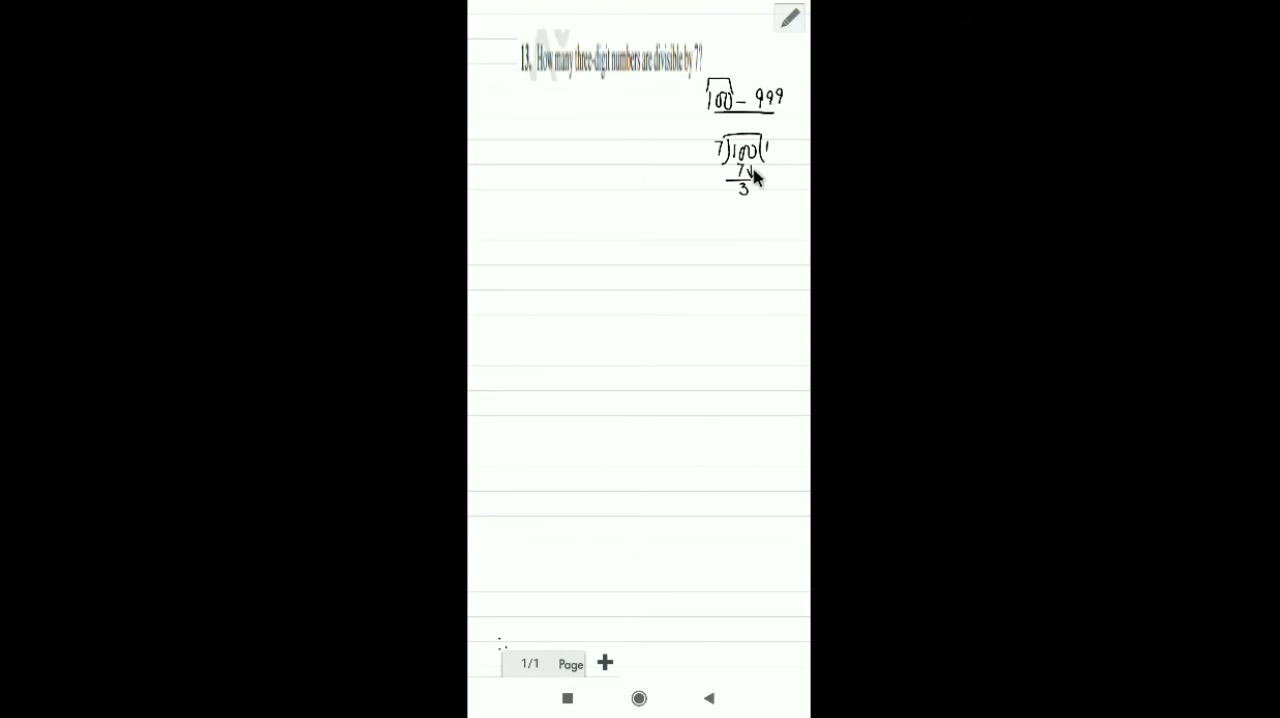 13. How many three-digit numbers are divisible by 7?
100 - 999
7)100(1
7↓
3
1/1 Page +